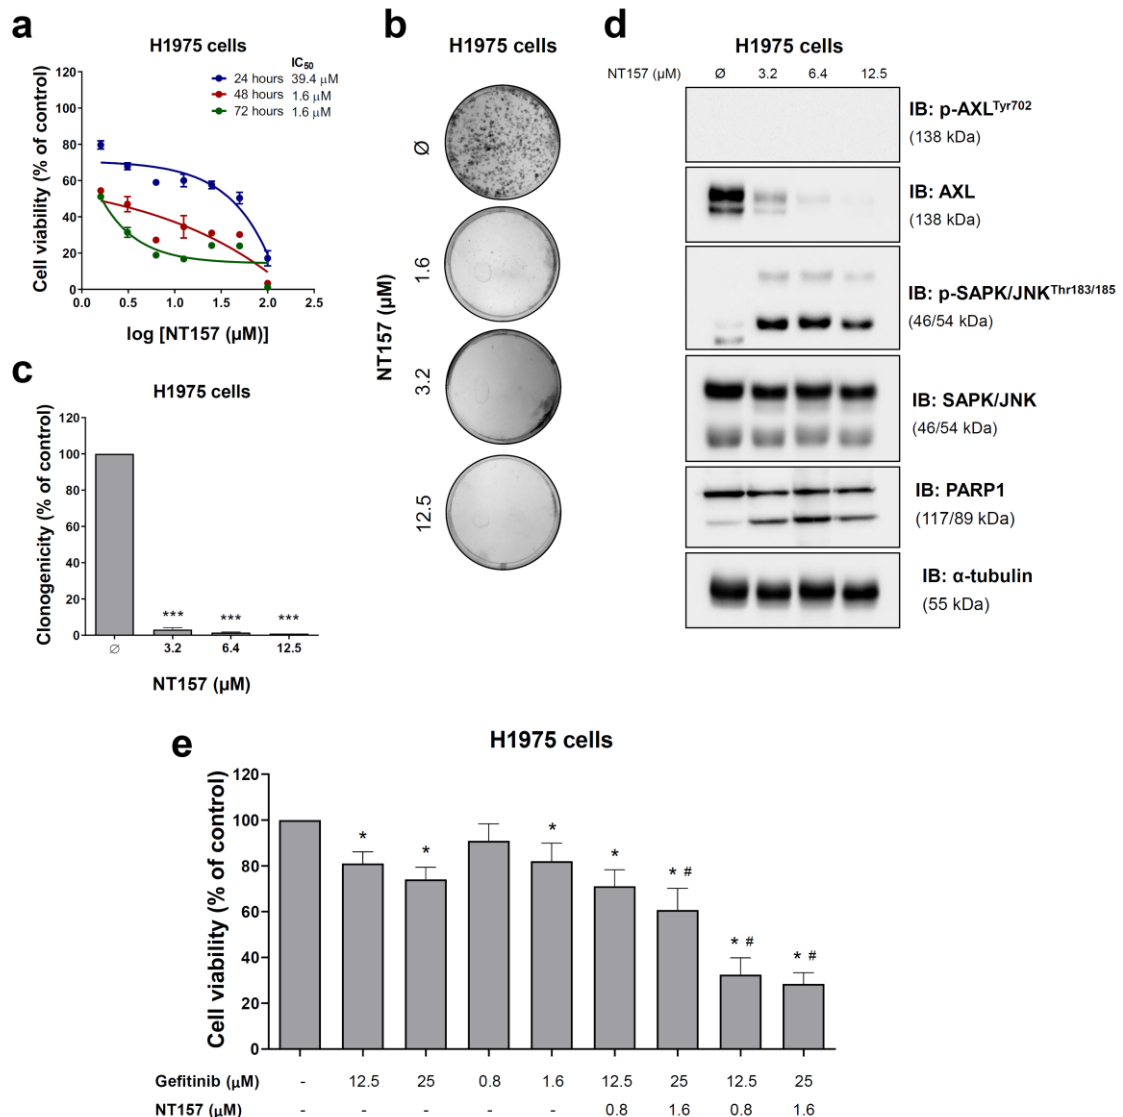 a
H1975 cells
IC50
24 hours 39.4 μM
48 hours 1.6 μM
72 hours 1.6 μM
120
100
80
60
40
20
0
0.0 0.5 1.0 1.5 2.0 2.5
Cell viability (% of control)
log [NT157 (μM)]
b
H1975 cells
Ø
1.6
3.2
12.5
NT157 (μM)
c
H1975 cells
120
100
80
60
40
20
0
*** *** ***
Ø 3.2 6.4 12.5
Clonogenicity (% of control)
NT157 (μM)
d
H1975 cells
NT157 (μM) Ø 3.2 6.4 12.5
IB: p-AXLTyr702
(138 kDa)
IB: AXL
(138 kDa)
IB: p-SAPK/JNKThr183/185
(46/54 kDa)
IB: SAPK/JNK
(46/54 kDa)
IB: PARP1
(117/89 kDa)
IB: α-tubulin
(55 kDa)
e
H1975 cells
120
100
80
60
40
20
0
Cell viability (% of control)
* * * * * # * # * #
Gefitinib (μM) - 12.5 25 0.8 1.6 12.5 25 12.5 25
NT157 (μM) - - - - - 0.8 1.6 0.8 1.6